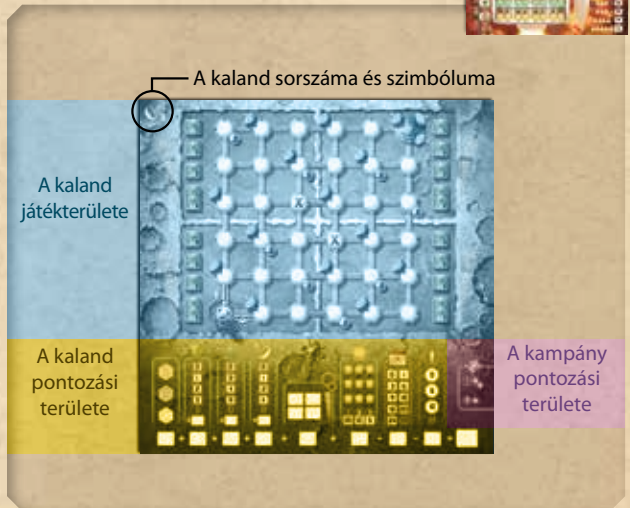 A kaland sorszáma és szimbóluma
A kaland
játékterülete
X
X
A kaland
pontozási
területe
A kampány
pontozási
területe